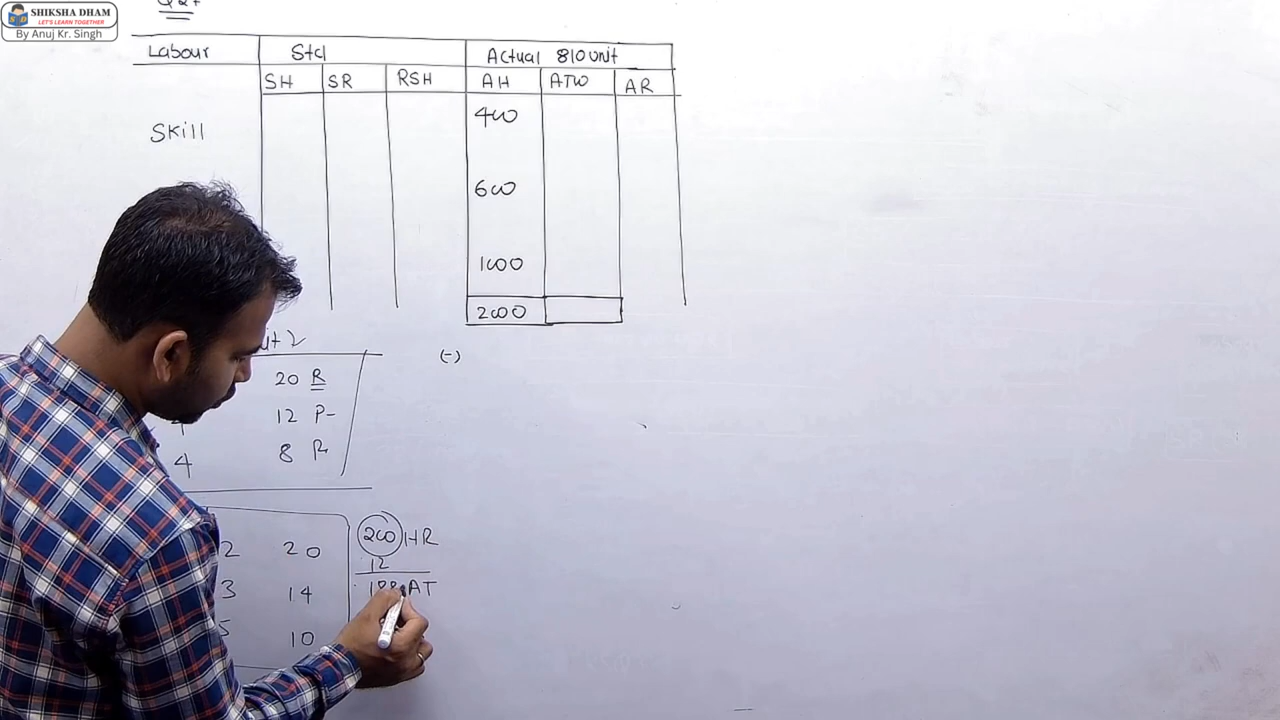 SHIKSHA DHAM
LET'S LEARN TOGETHER
By Anuj Kr. Singh
Labour Std Actual 810 unit
SH SR RSH AH ATW AR
Skill 400
600
1000
2000
(-)
20 R
12 P-
4 8 R
2 20 200 HR
12
3 14 188 AT
5 10